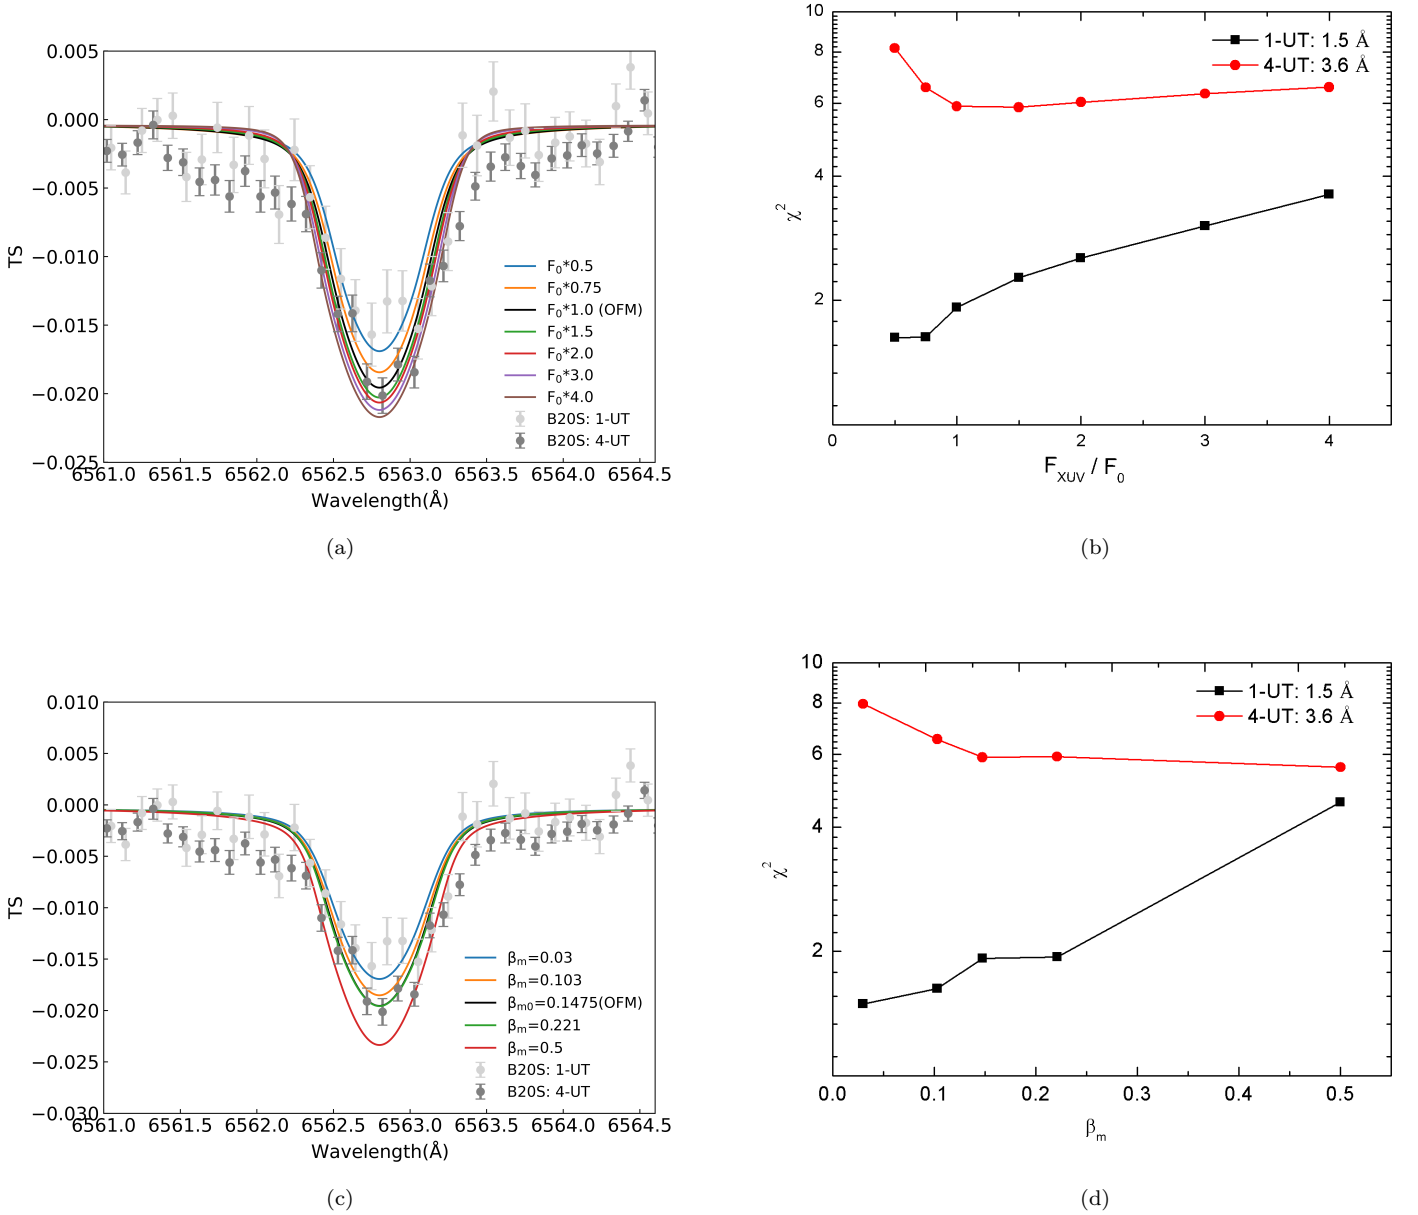 0.005
0.000
−0.005
−0.010
−0.015
−0.020
−0.025
TS
6561.0 6561.5 6562.0 6562.5 6563.0 6563.5 6564.0 6564.5
Wavelength(Å)
F₀*0.5
F₀*0.75
F₀*1.0 (OFM)
F₀*1.5
F₀*2.0
F₀*3.0
F₀*4.0
B20S: 1-UT
B20S: 4-UT
(a)
10
8
6
4
2
χ²
0 1 2 3 4
F_XUV / F₀
1-UT: 1.5 Å
4-UT: 3.6 Å
(b)
0.010
0.005
0.000
−0.005
−0.010
−0.015
−0.020
−0.025
−0.030
TS
6561.0 6561.5 6562.0 6562.5 6563.0 6563.5 6564.0 6564.5
Wavelength(Å)
βₘ=0.03
βₘ=0.103
βₘ₀=0.1475(OFM)
βₘ=0.221
βₘ=0.5
B20S: 1-UT
B20S: 4-UT
(c)
10
8
6
4
2
χ²
0.0 0.1 0.2 0.3 0.4 0.5
βₘ
1-UT: 1.5 Å
4-UT: 3.6 Å
(d)